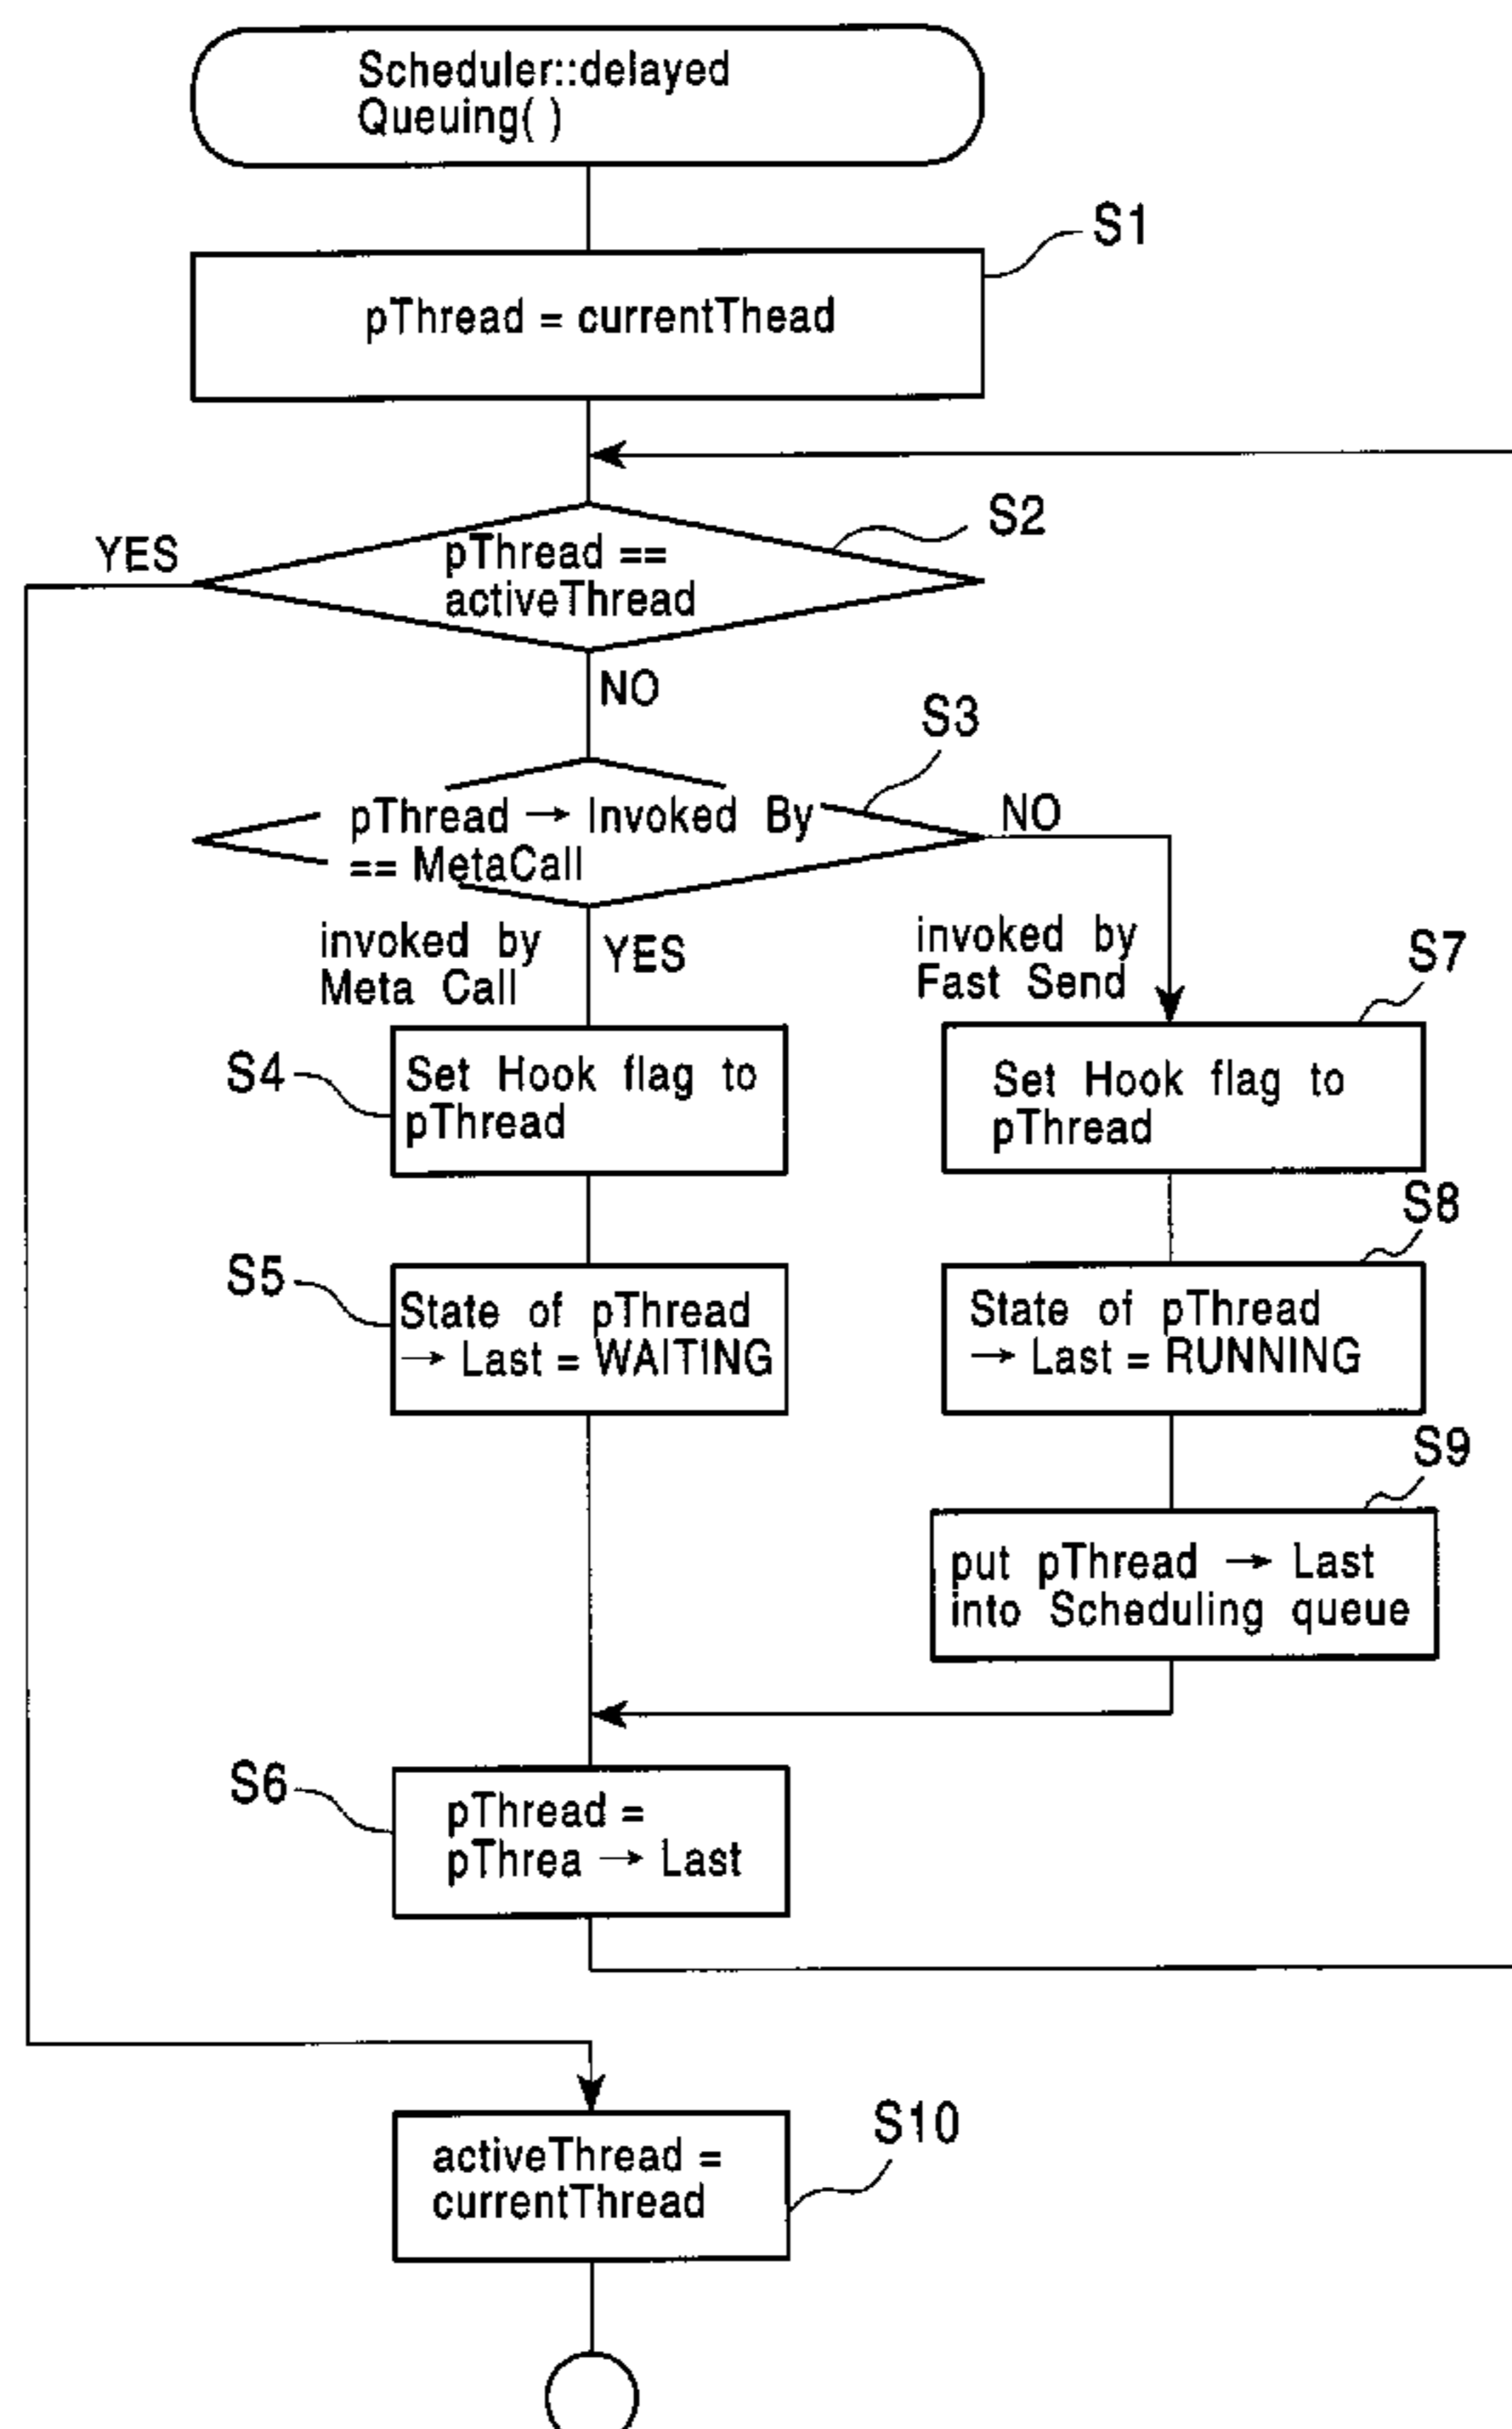 Scheduler::delayed
Queuing( )
S1
pThread = currentThead
S2
YES
pThread ==
activeThread
NO
S3
pThread → Invoked By
== MetaCall
NO
invoked by
Meta Call
YES
invoked by
Fast Send
S7
S4
Set Hook flag to
pThread
Set Hook flag to
pThread
S8
S5
State of pThread
→ Last = WAITING
State of pThread
→ Last = RUNNING
S9
put pThread → Last
into Scheduling queue
S6
pThread =
pThrea → Last
S10
activeThread =
currentThread